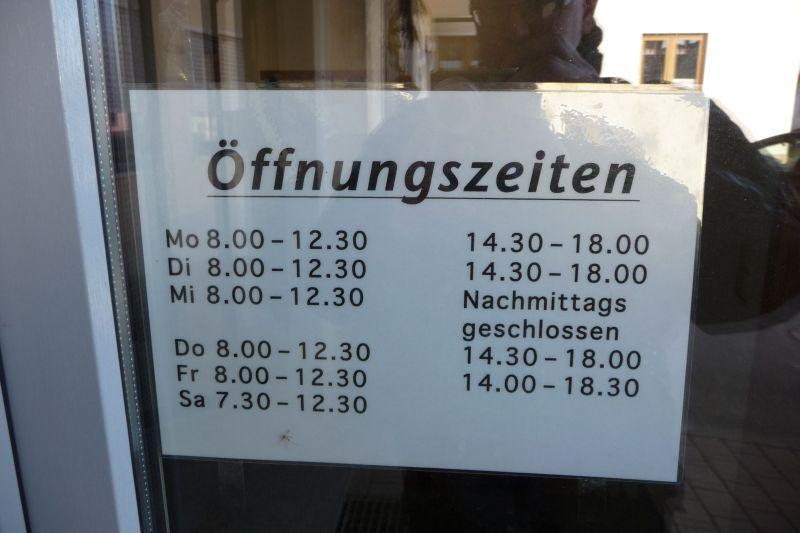 Öffnungszeiten
Mo 8.00 – 12.30 14.30 – 18.00
Di 8.00 – 12.30 14.30 – 18.00
Mi 8.00 – 12.30 Nachmittags
geschlossen
Do 8.00 – 12.30 14.30 – 18.00
Fr 8.00 – 12.30 14.00 – 18.30
Sa 7.30 – 12.30